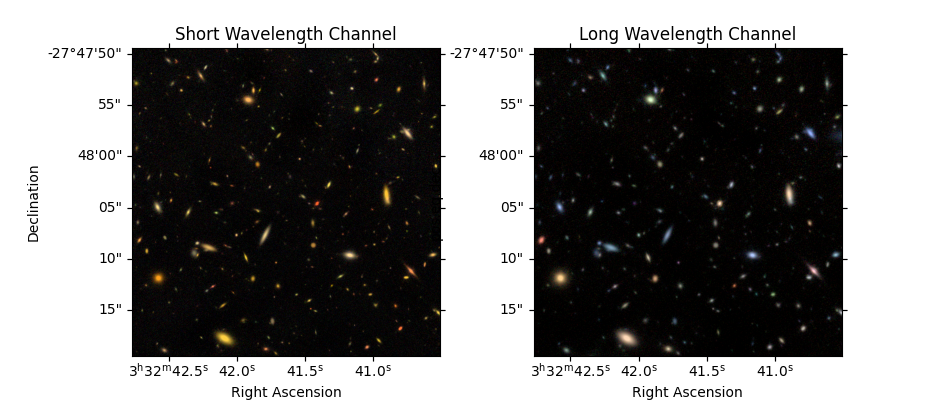 Short Wavelength Channel
Long Wavelength Channel
-27°47'50"
55"
48'00"
05"
10"
15"
Declination
3ʰ32ᵐ42.5ˢ 42.0ˢ 41.5ˢ 41.0ˢ
Right Ascension
-27°47'50"
55"
48'00"
05"
10"
15"
3ʰ32ᵐ42.5ˢ 42.0ˢ 41.5ˢ 41.0ˢ
Right Ascension